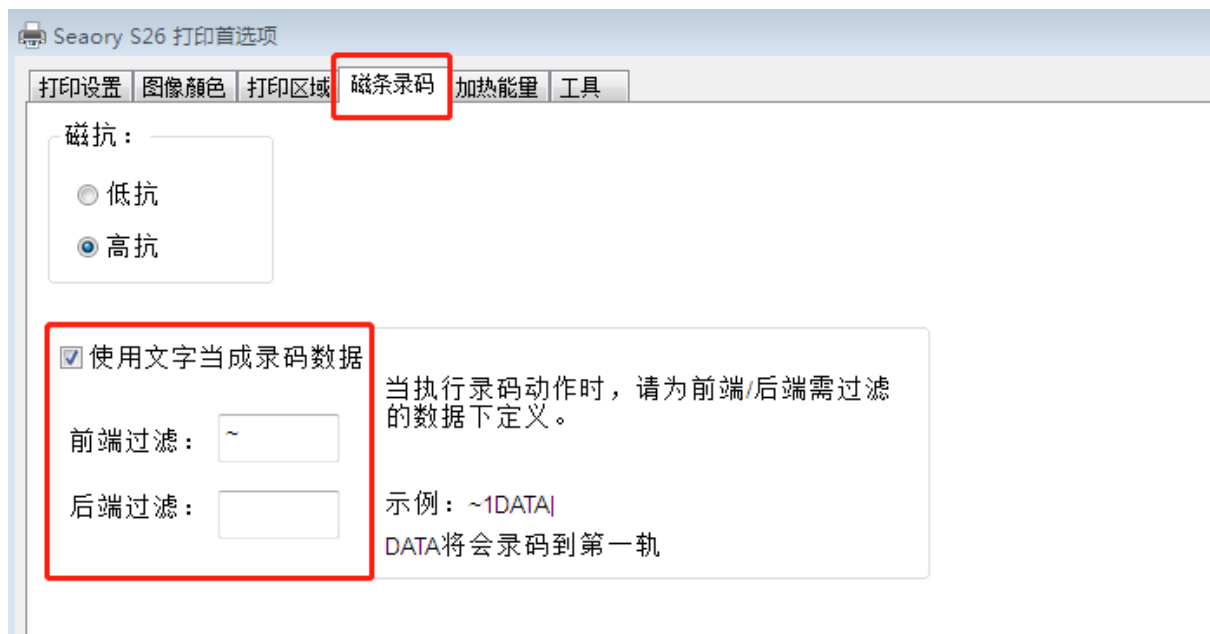 Seaory S26 打印首选项
打印设置 图像颜色 打印区域 磁条录码 加热能量 工具
磁抗：
低抗
高抗
使用文字当成录码数据
当执行录码动作时，请为前端/后端需过滤
的数据下定义。
前端过滤： ~
后端过滤：
示例：~1DATA|
DATA将会录码到第一轨